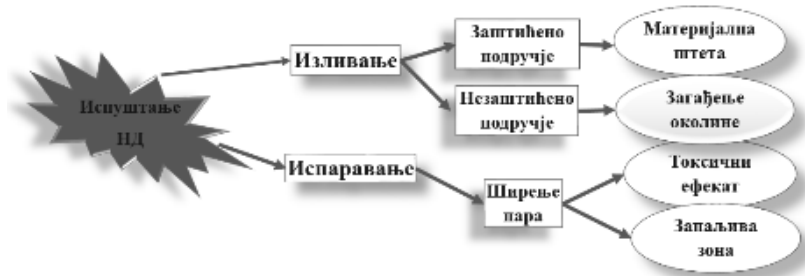 Испуштање
НД
Изливање
Испаравање
Заштићено
подручје
Незаштићено
подручје
Ширење
пара
Материјална
штета
Загађење
околине
Токсични
ефекат
Запаљива
зона